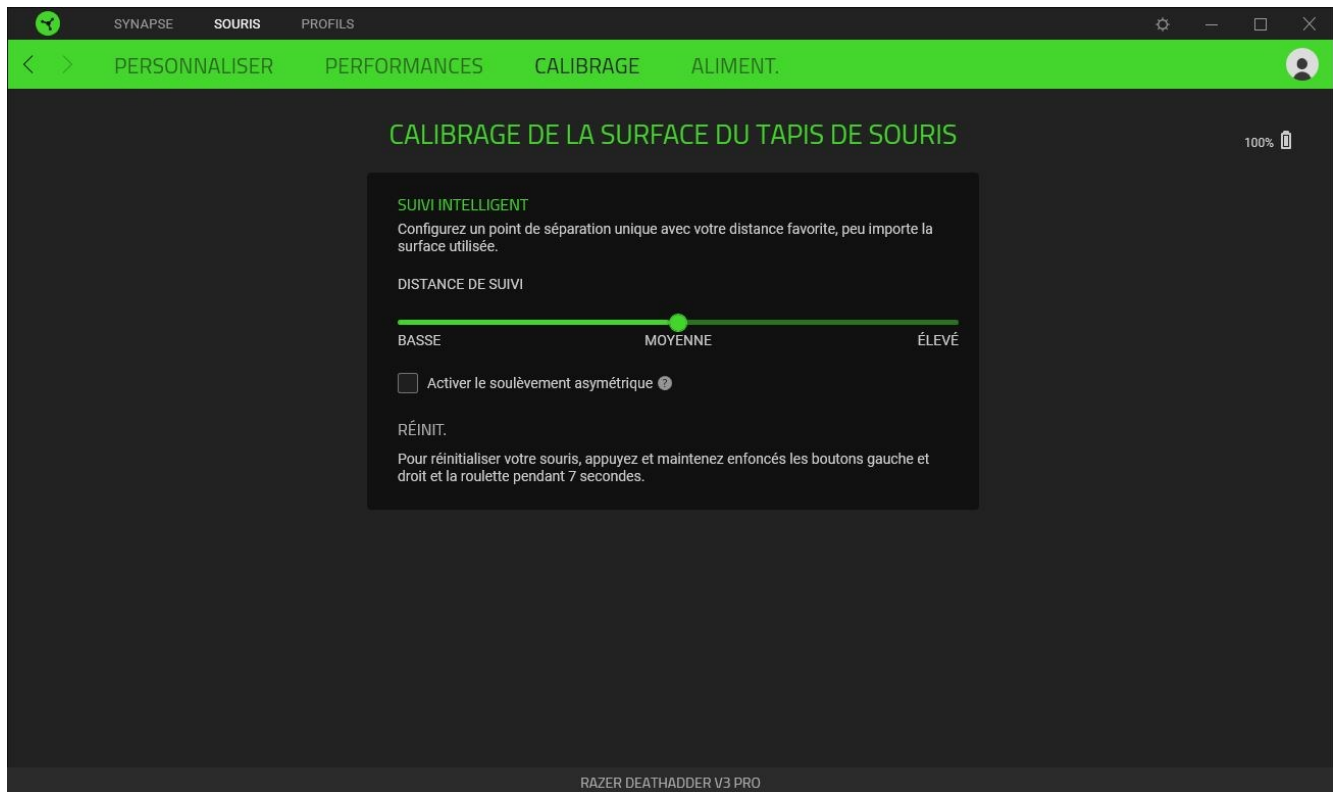 SYNAPSE SOURIS PROFILS
PERSONNALISER PERFORMANCES CALIBRAGE ALIMENT.
CALIBRAGE DE LA SURFACE DU TAPIS DE SOURIS
100%
SUIVI INTELLIGENT
Configurez un point de séparation unique avec votre distance favorite, peu importe la
surface utilisée.
DISTANCE DE SUIVI
BASSE MOYENNE ÉLEVÉ
Activer le soulèvement asymétrique ?
RÉINIT.
Pour réinitialiser votre souris, appuyez et maintenez enfoncés les boutons gauche et
droit et la roulette pendant 7 secondes.
RAZER DEATHADDER V3 PRO